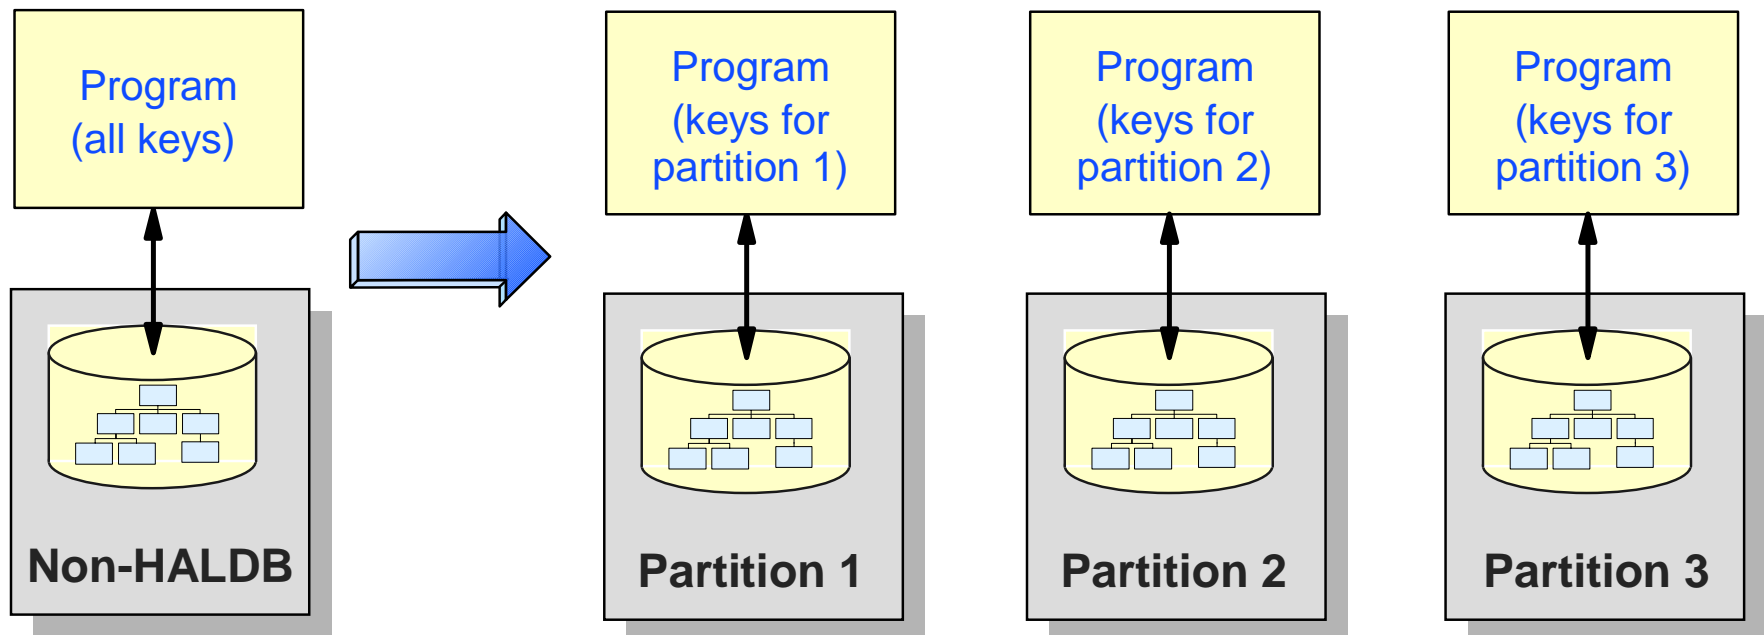 Program
(all keys)
Non-HALDB
Program
(keys for
partition 1)
Partition 1
Program
(keys for
partition 2)
Partition 2
Program
(keys for
partition 3)
Partition 3